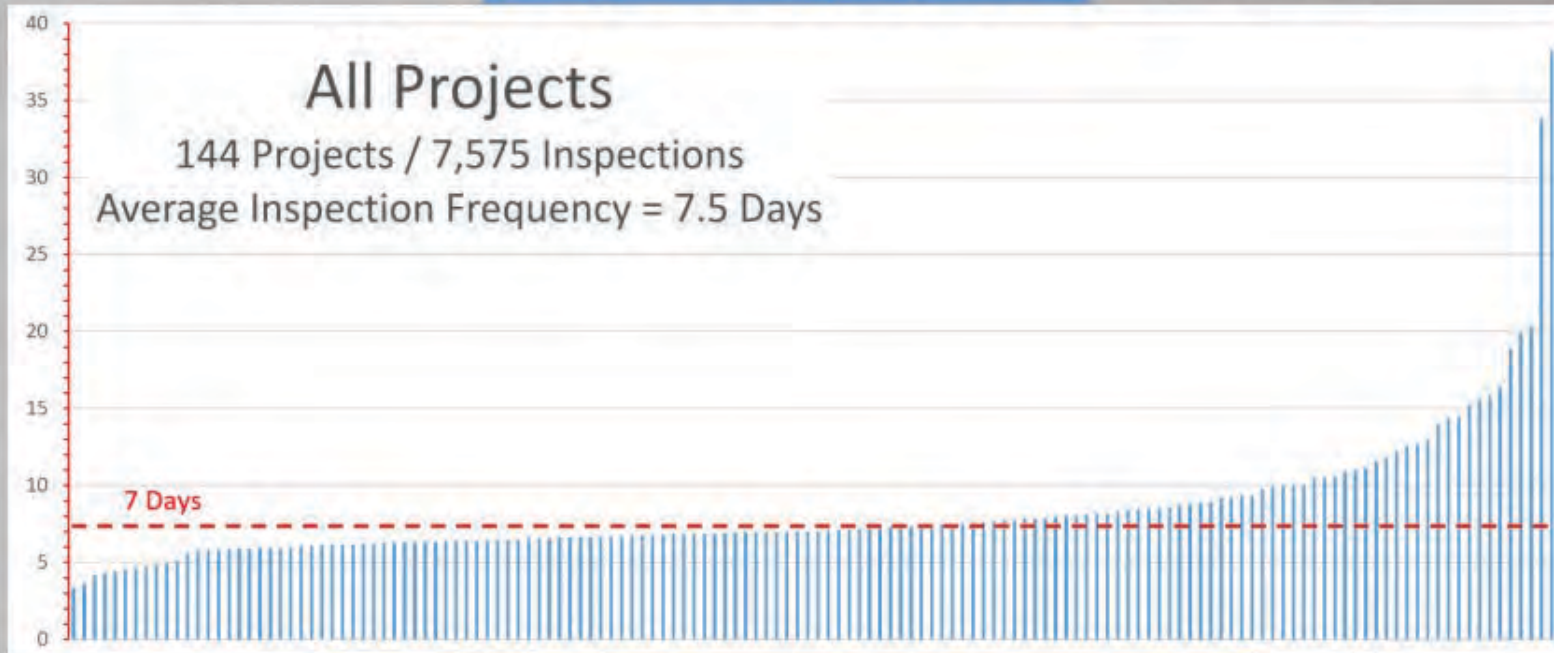 All Projects
144 Projects / 7,575 Inspections
Average Inspection Frequency = 7.5 Days
40
35
30
25
20
15
10
7 Days
5
0